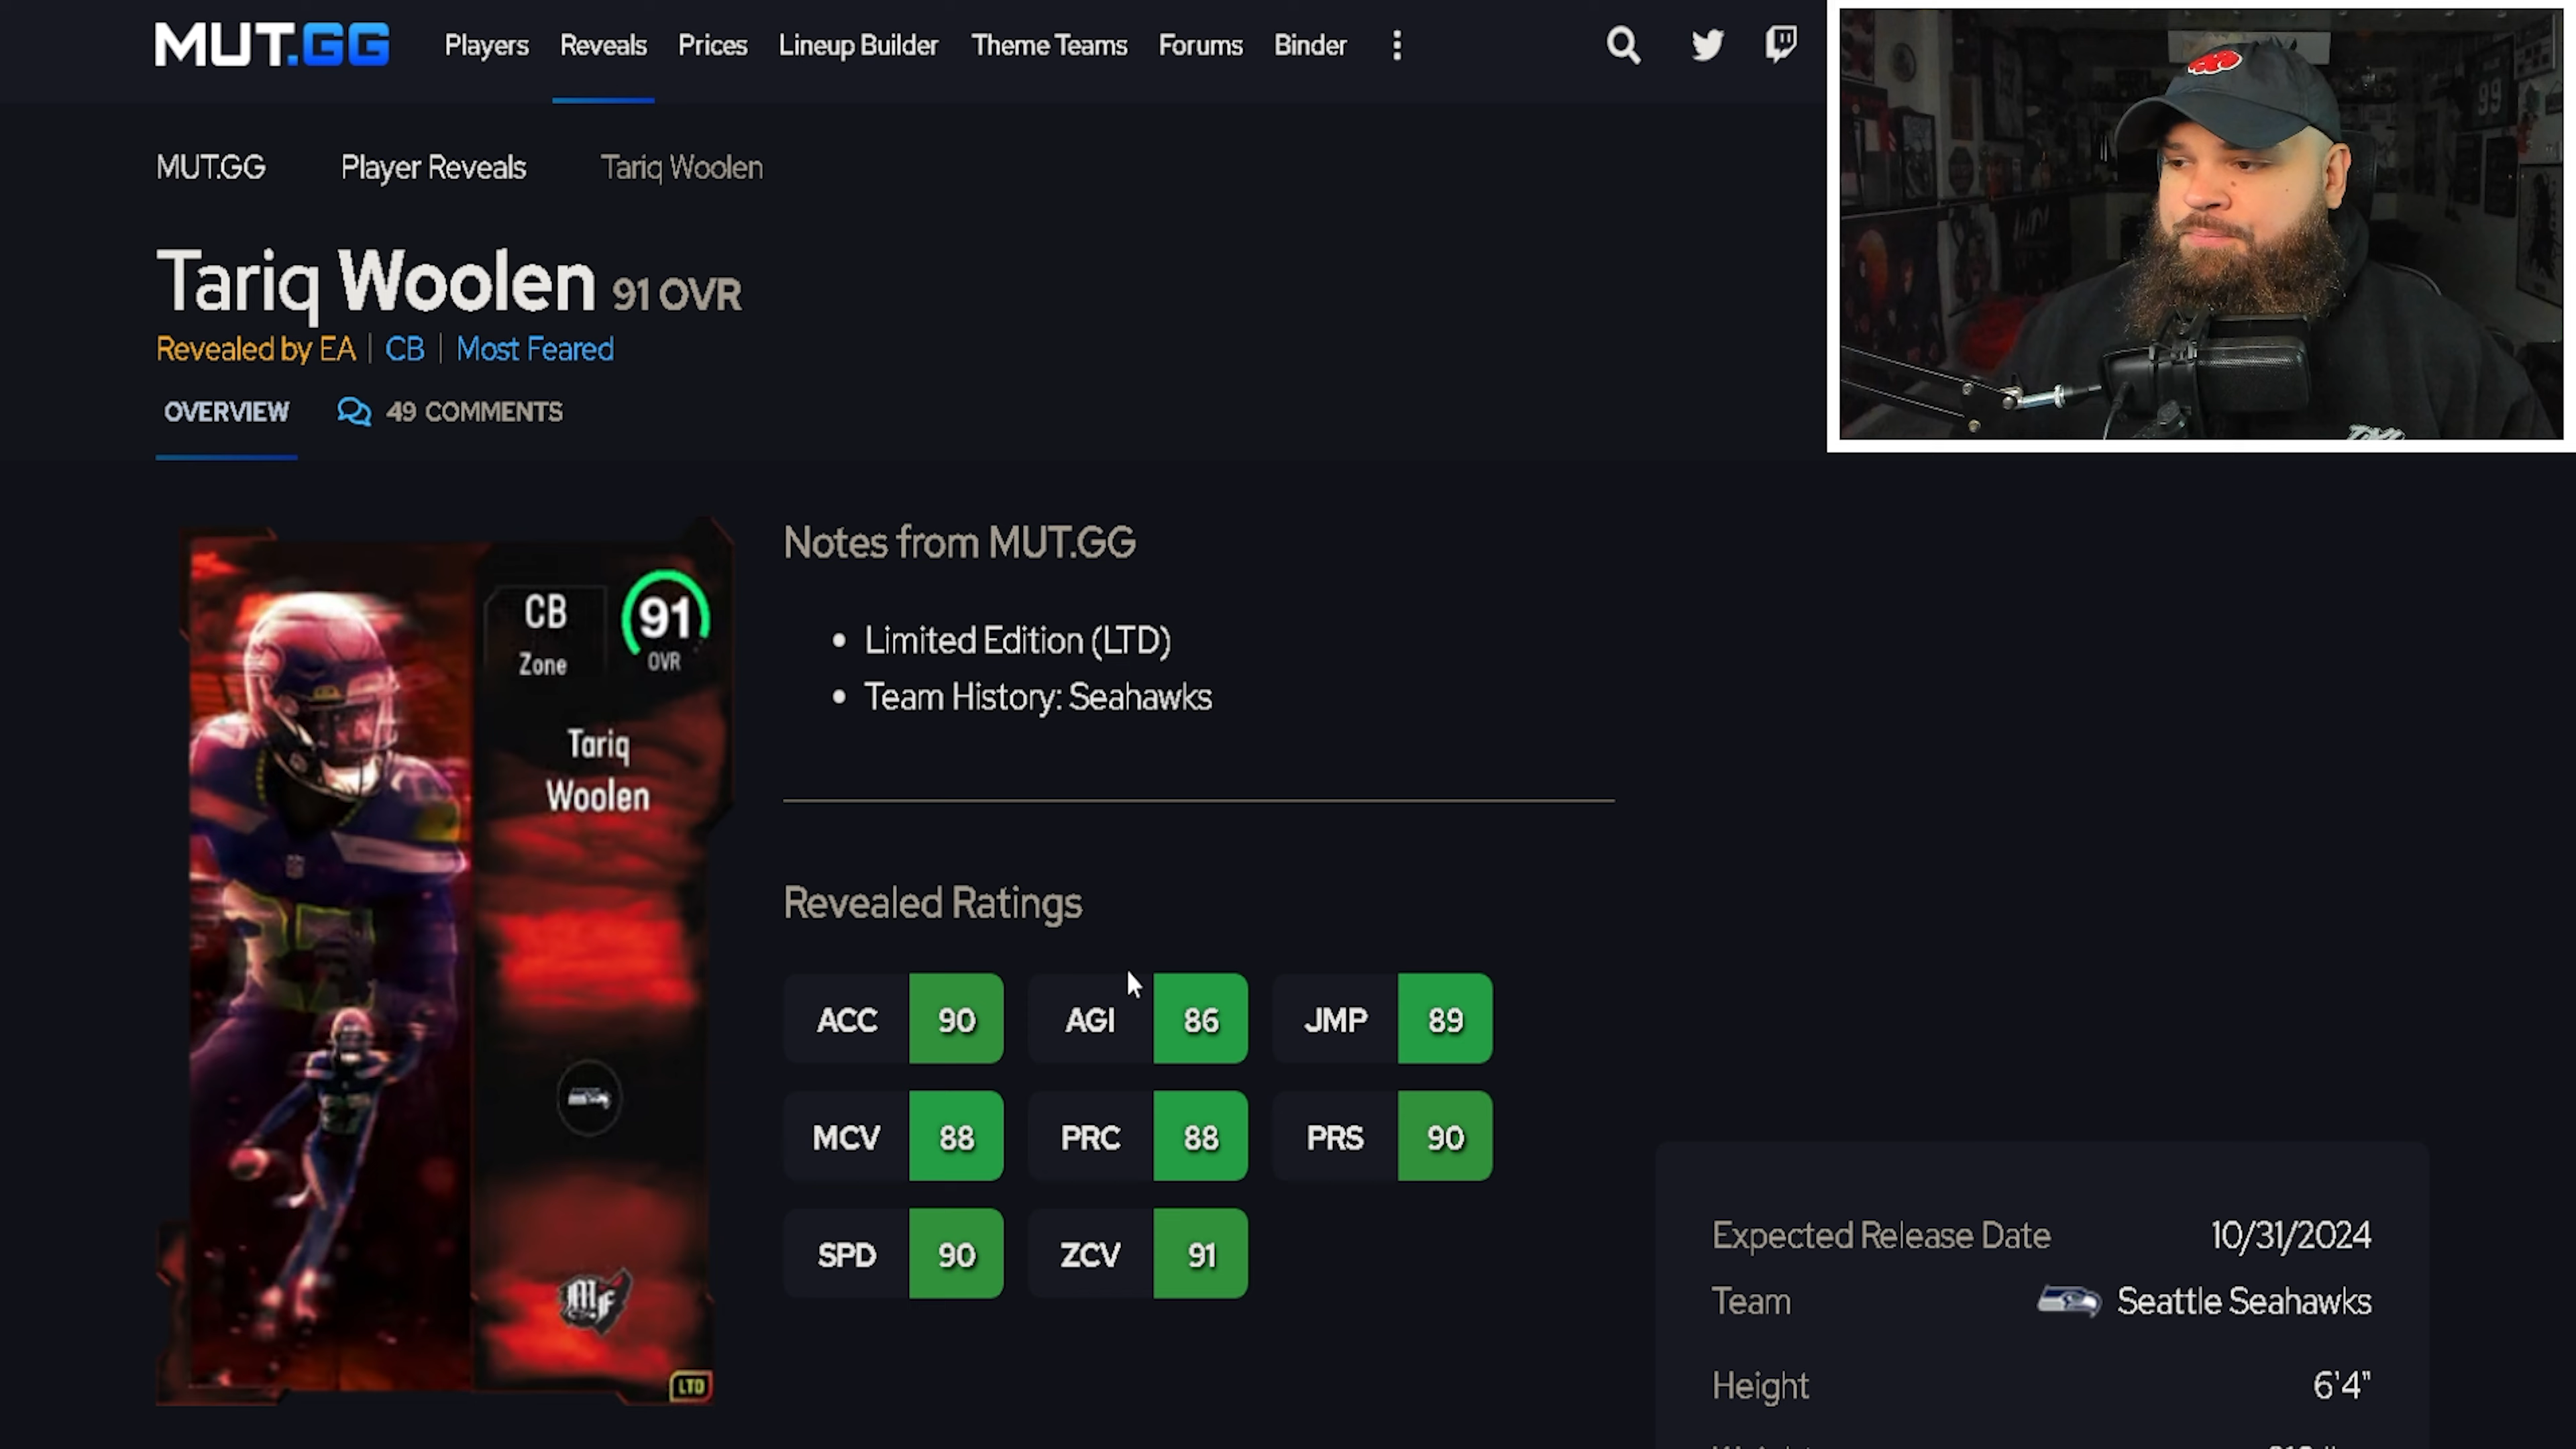 MUT.GG Players Reveals Prices Lineup Builder Theme Teams Forums Binder
MUT.GG Player Reveals Tariq Woolen
Tariq Woolen 91 OVR
Revealed by EA | CB | Most Feared
OVERVIEW 49 COMMENTS
CB
Zone
91
OVR
Tariq
Woolen
MF
LTD
Notes from MUT.GG
• Limited Edition (LTD)
• Team History: Seahawks
Revealed Ratings
ACC 90 AGI 86 JMP 89
MCV 88 PRC 88 PRS 90
SPD 90 ZCV 91
Expected Release Date 10/31/2024
Team Seattle Seahawks
Height 6'4"
99